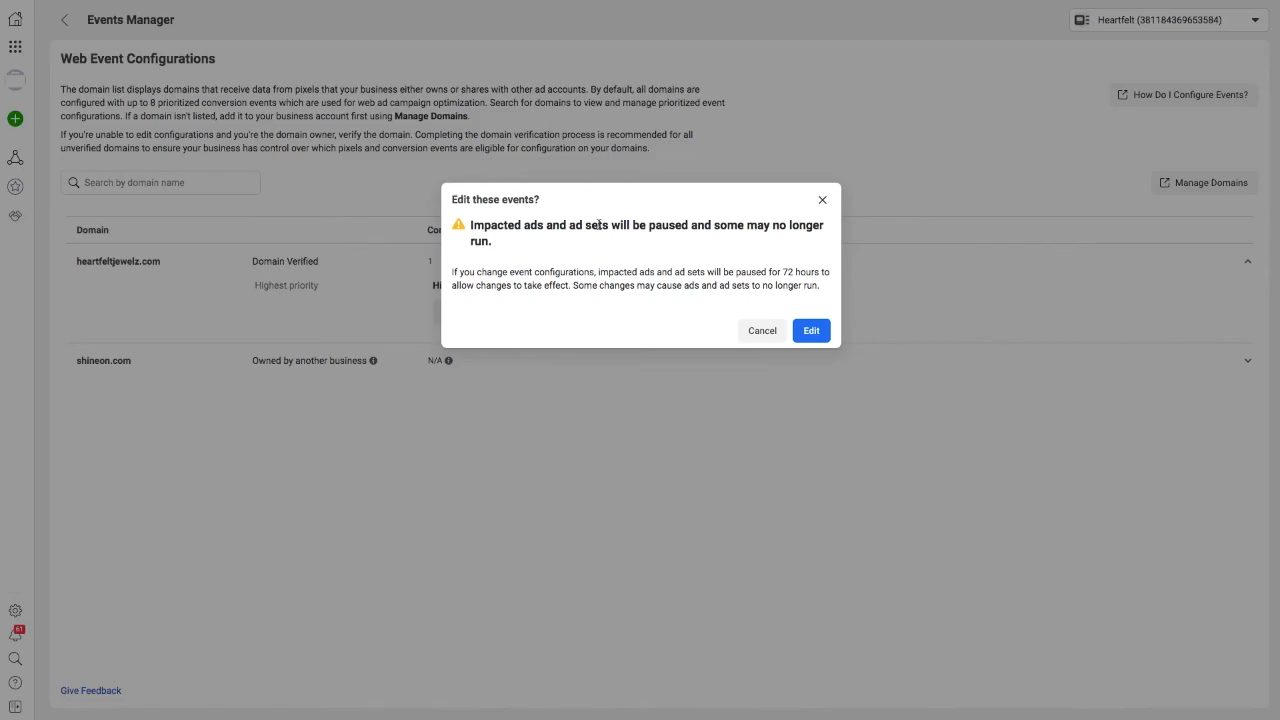 Events Manager
Heartfelt (381184369653584)
Web Event Configurations
The domain list displays domains that receive data from pixels that your business either owns or shares with other ad accounts. By default, all domains are
configured with up to 8 prioritized conversion events which are used for web ad campaign optimization. Search for domains to view and manage prioritized event
configurations. If a domain isn't listed, add it to your business account first using Manage Domains.
How Do I Configure Events?
If you're unable to edit configurations and you're the domain owner, verify the domain. Completing the domain verification process is recommended for all
unverified domains to ensure your business has control over which pixels and conversion events are eligible for configuration on your domains.
Search by domain name
Manage Domains
Edit these events?
Impacted ads and ad sets will be paused and some may no longer
run.
If you change event configurations, impacted ads and ad sets will be paused for 72 hours to
allow changes to take effect. Some changes may cause ads and ad sets to no longer run.
Cancel
Edit
Domain
heartfeltjewelz.com
Domain Verified
1
Highest priority
shineon.com
Owned by another business
N/A
61
Give Feedback